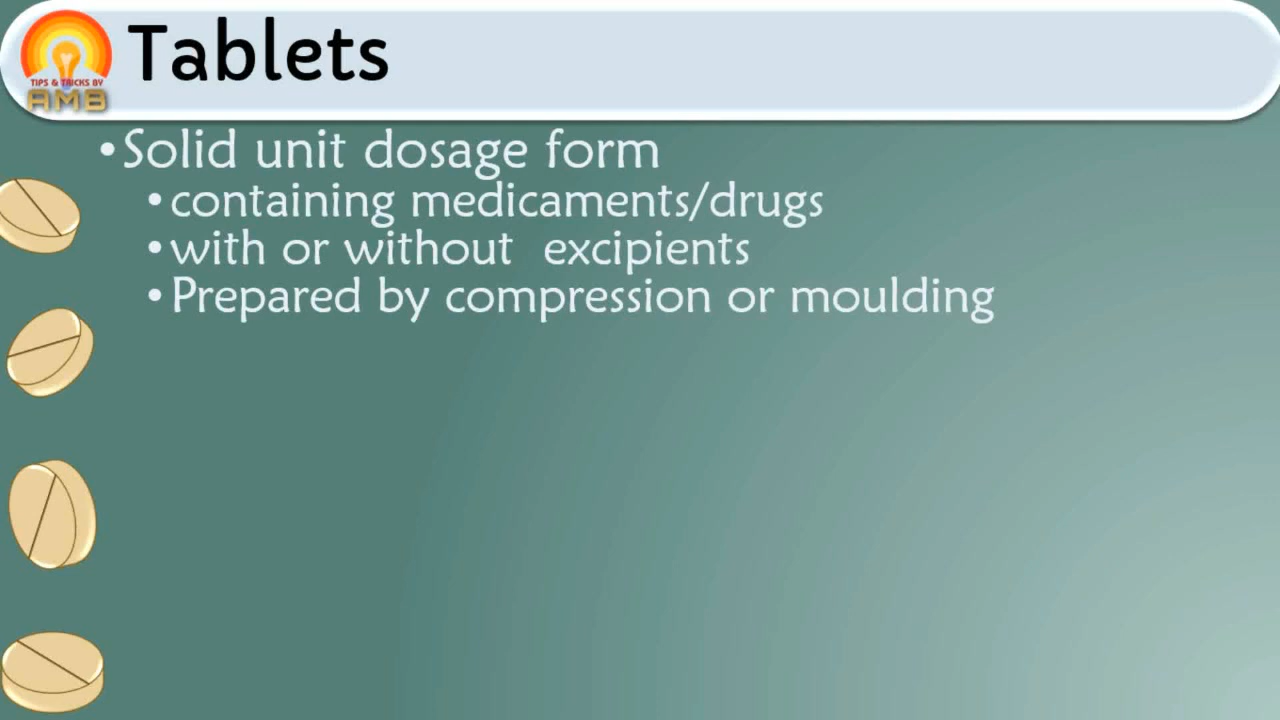 Tablets
TIPS & TRICKS BY
AMB
•Solid unit dosage form
•containing medicaments/drugs
•with or without excipients
•Prepared by compression or moulding